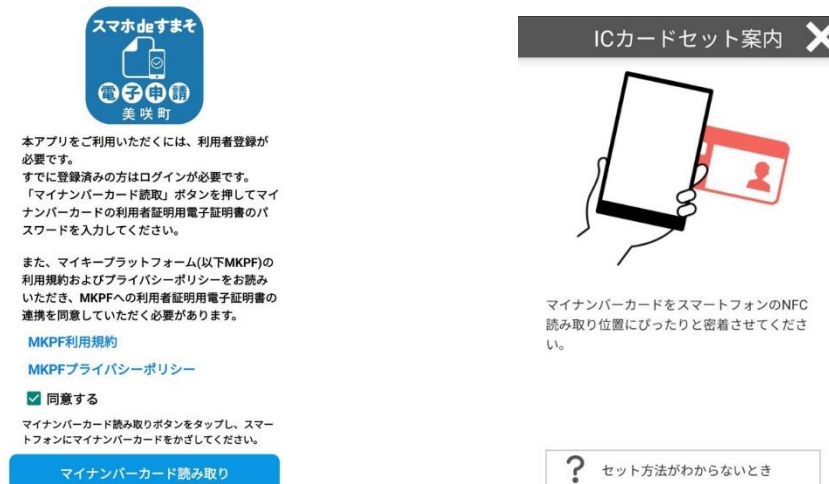 スマホdeすまそ
電子申請
美咲町
本アプリをご利用いただくには、利用者登録が
必要です。
すでに登録済みの方はログインが必要です。
「マイナンバーカード読取」ボタンを押してマイ
ナンバーカードの利用者証明用電子証明書のパ
スワードを入力してください。
また、マイキープラットフォーム(以下MKPF)の
利用規約およびプライバシーポリシーをお読み
いただき、MKPFへの利用者証明用電子証明書の
連携を同意していただく必要があります。
MKPF利用規約
MKPFプライバシーポリシー
同意する
マイナンバーカード読み取りボタンをタップし、スマー
トフォンにマイナンバーカードをかざしてください。
マイナンバーカード読み取り
ICカードセット案内
マイナンバーカードをスマートフォンのNFC
読み取り位置にぴったりと密着させてくださ
い。
? セット方法がわからないとき